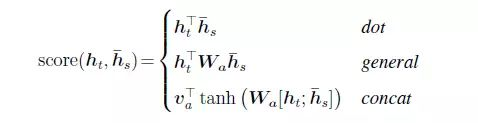 h_t^⊤ h̄_s dot
score(h_t, h̄_s) = { h_t^⊤ W_a h̄_s general
v_a^⊤ tanh (W_a[h_t; h̄_s]) concat